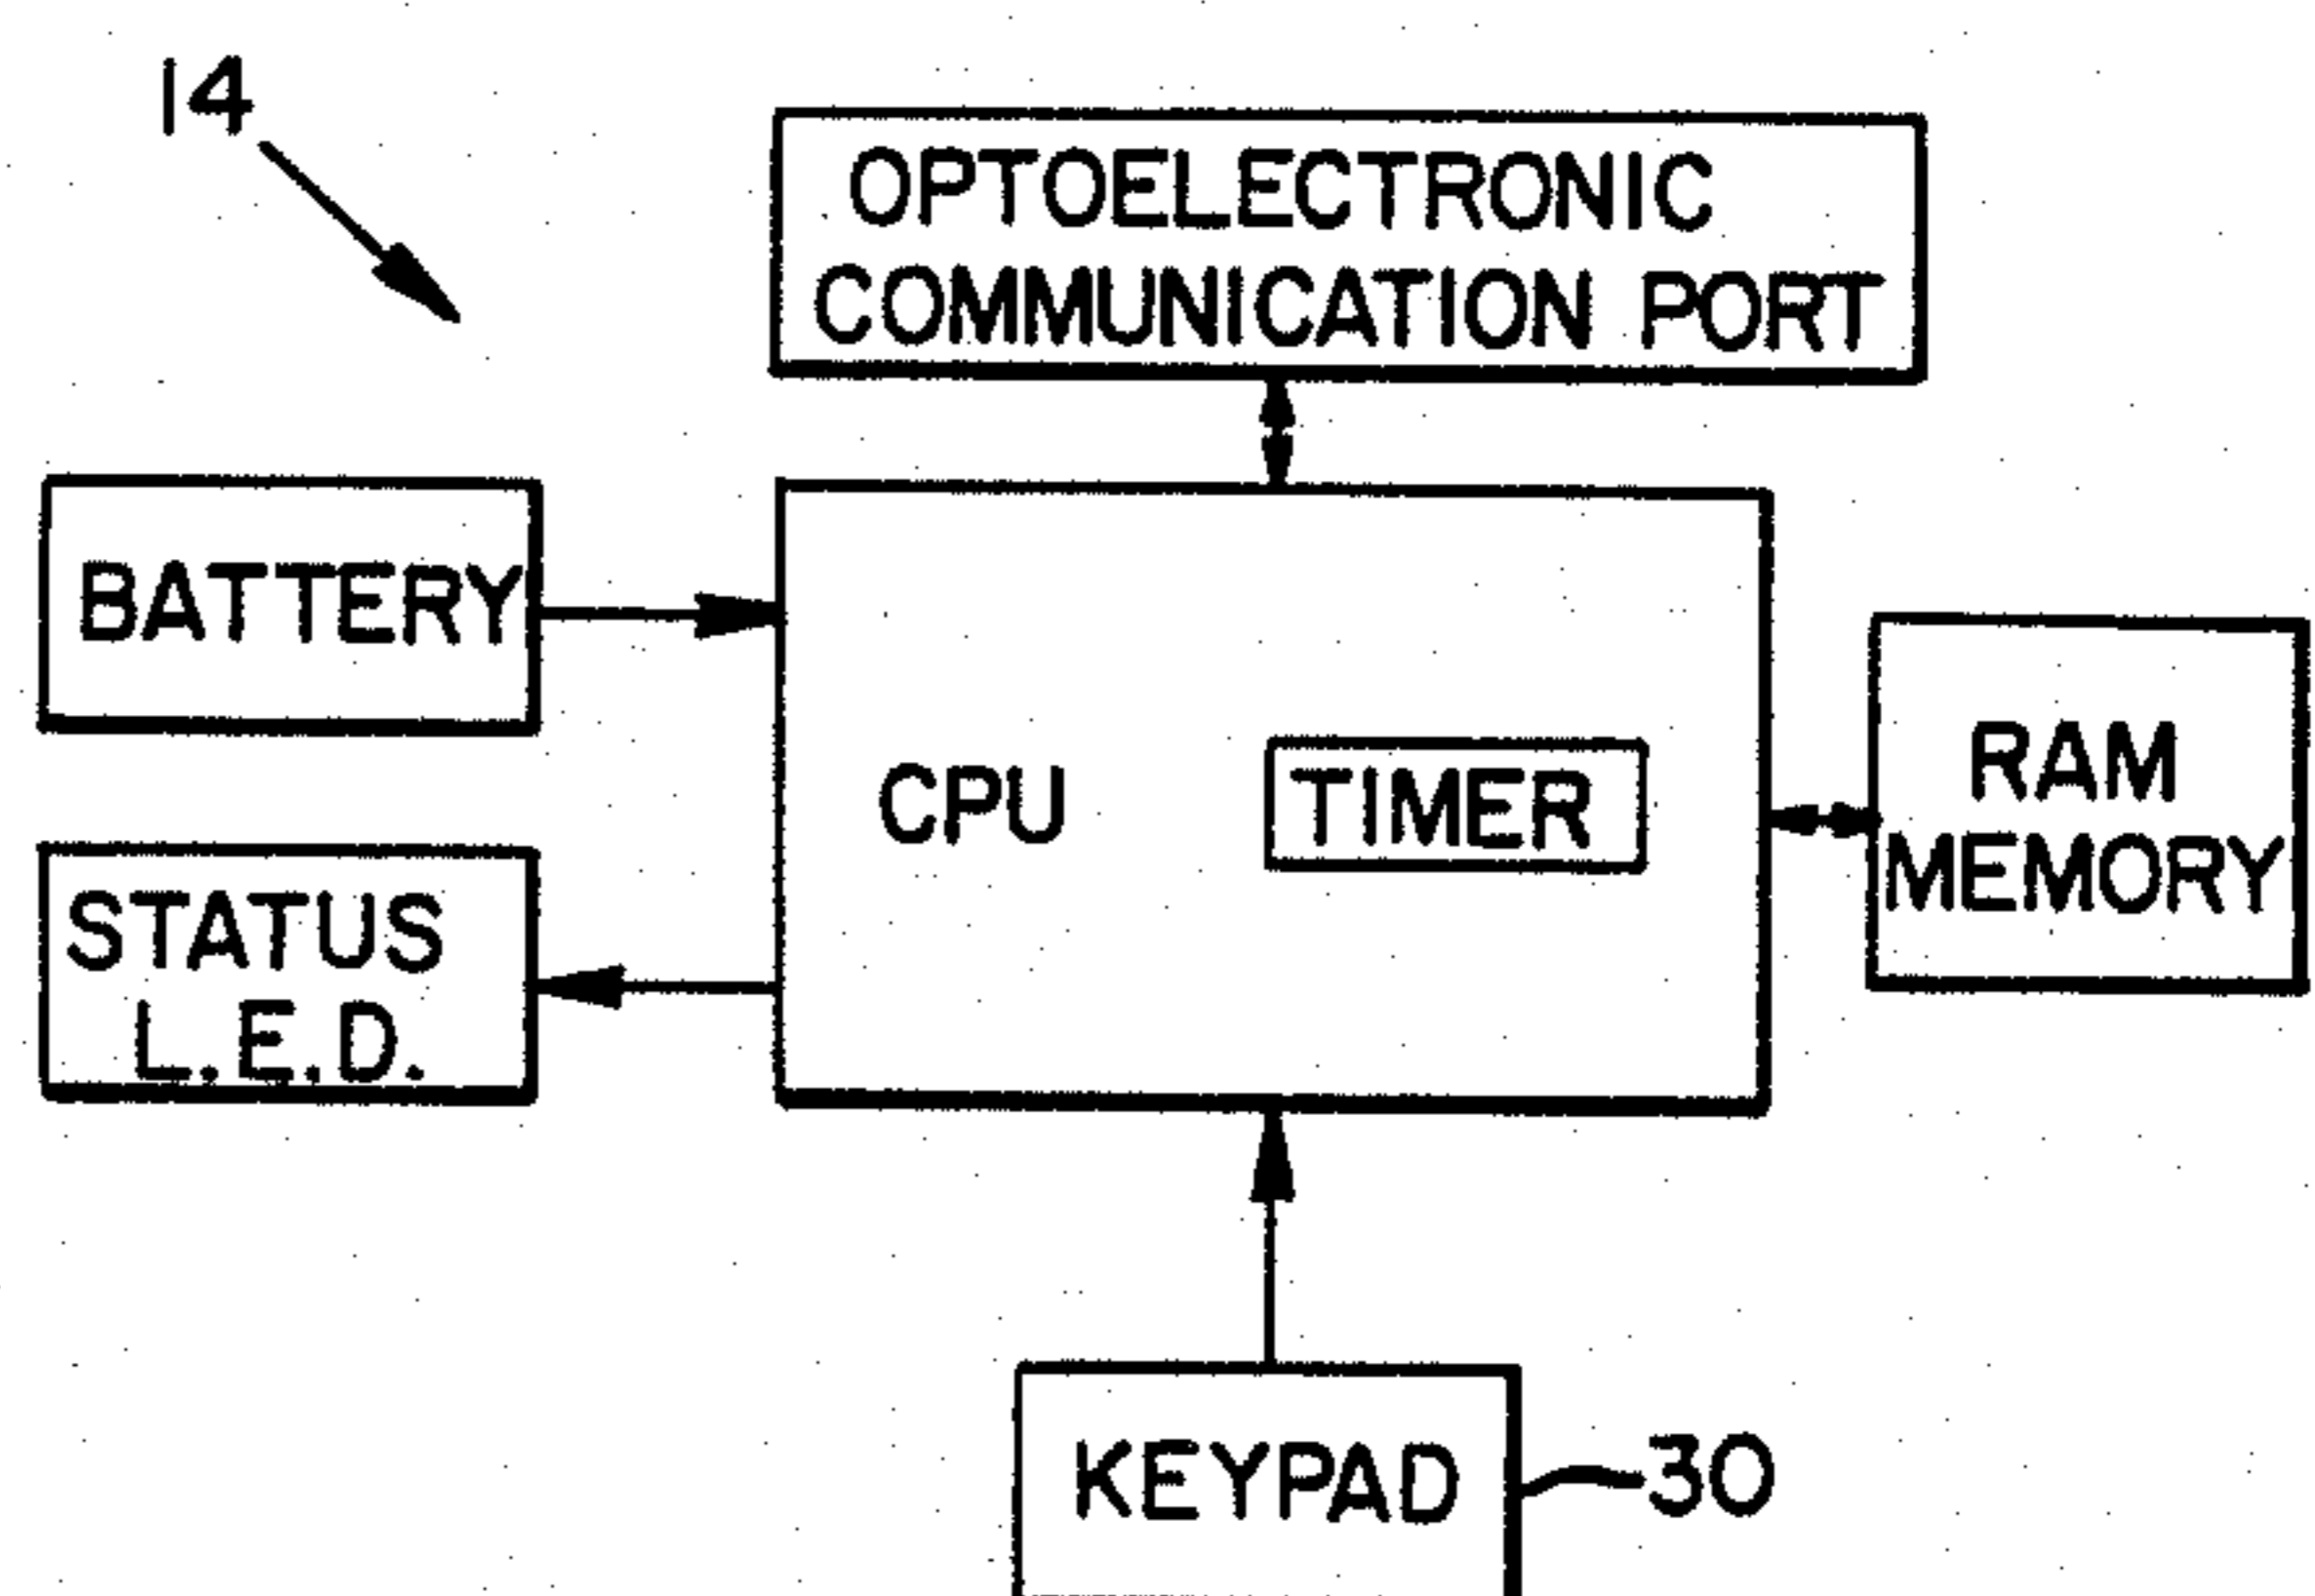 14
OPTOELECTRONIC
COMMUNICATION PORT
BATTERY
CPU
TIMER
RAM
MEMORY
STATUS
L.E.D.
KEYPAD
30